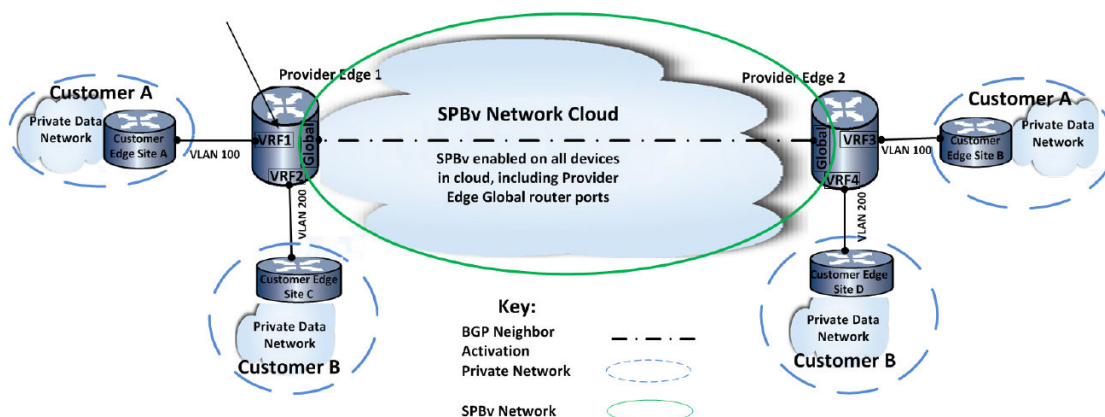 Provider Edge 1
Provider Edge 2
Customer A
Private Data
Network
Customer
Edge Site A
VLAN 100
VRF1
Global
VRF2
VLAN 200
SPBv Network Cloud
SPBv enabled on all devices
in cloud, including Provider
Edge Global router ports
Global
VRF3
VRF4
VLAN 100
VLAN 200
Customer A
Private Data
Network
Customer
Edge Site B
Customer Edge
Site C
Private Data
Network
Customer B
Customer Edge
Site D
Private Data
Network
Customer B
Key:
BGP Neighbor
Activation
Private Network
SPBv Network